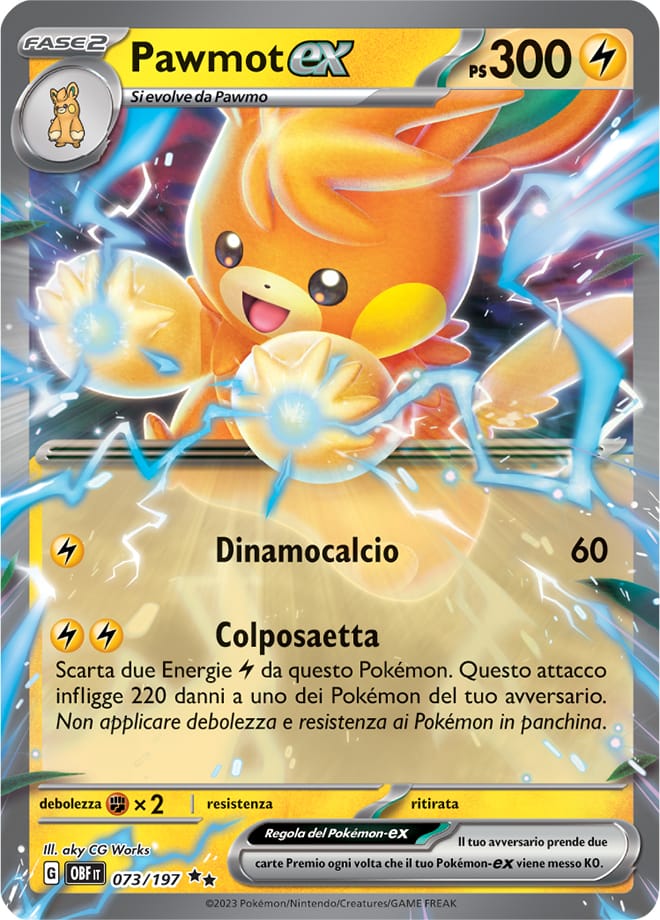 FASE2
Pawmot ex
PS 300
Si evolve da Pawmo
Dinamocalcio 60
Colposaetta
Scarta due Energie da questo Pokémon. Questo attacco
infligge 220 danni a uno dei Pokémon del tuo avversario.
Non applicare debolezza e resistenza ai Pokémon in panchina.
debolezza ×2 resistenza ritirata
Ill. aky CG Works
Regola del Pokémon-ex
Il tuo avversario prende due
carte Premio ogni volta che il tuo Pokémon-ex viene messo KO.
G OBF IT 073/197
©2023 Pokémon/Nintendo/Creatures/GAME FREAK